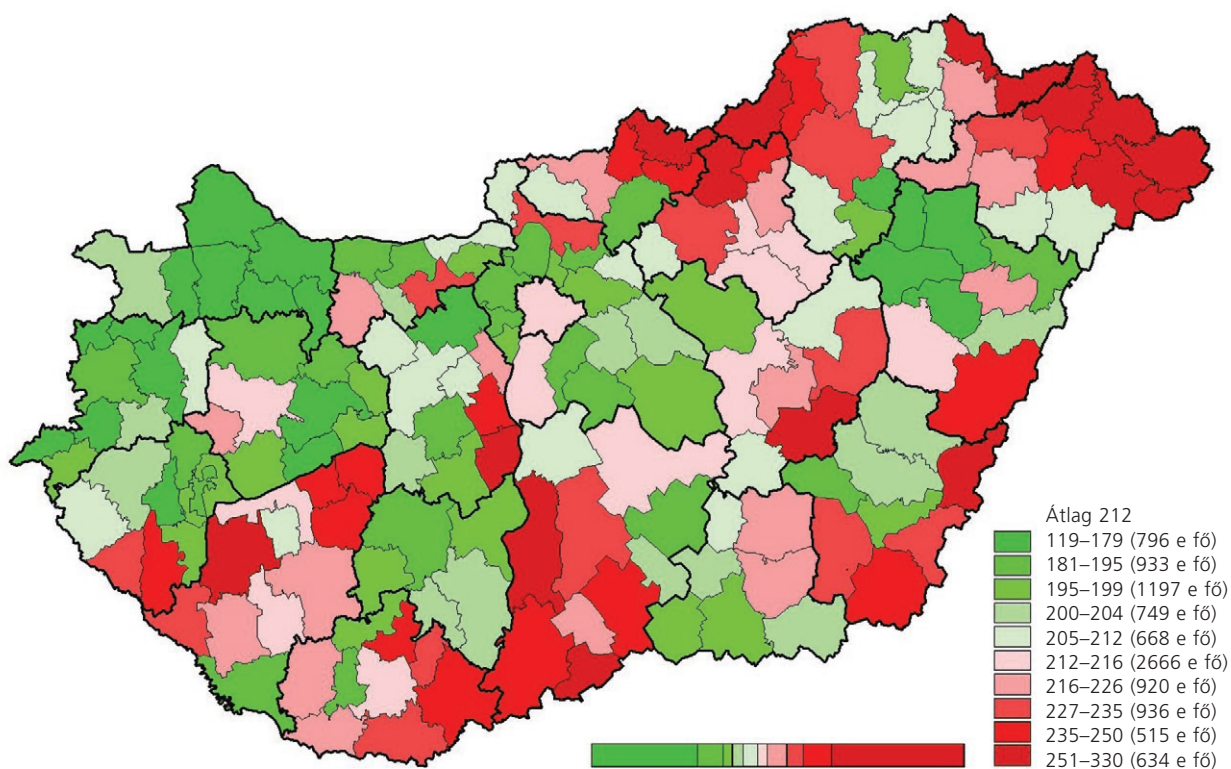 Átlag 212
119–179 (796 e fő)
181–195 (933 e fő)
195–199 (1197 e fő)
200–204 (749 e fő)
205–212 (668 e fő)
212–216 (2666 e fő)
216–226 (920 e fő)
227–235 (936 e fő)
235–250 (515 e fő)
251–330 (634 e fő)